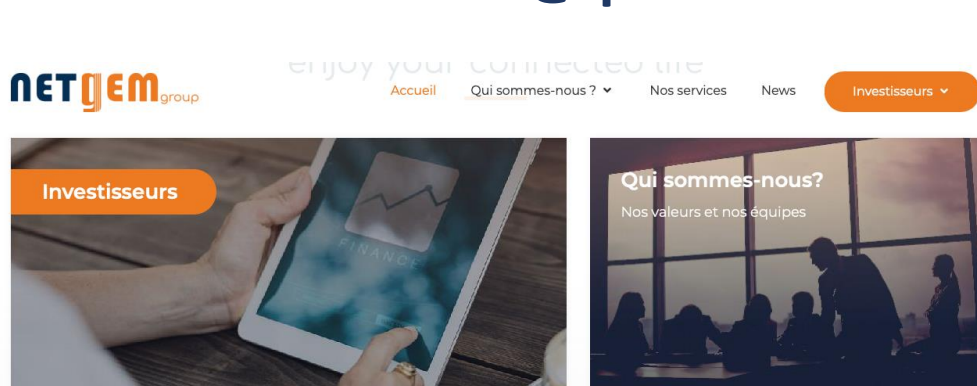 enjoy your connected life
netgem group
Accueil
Qui sommes-nous ?
Nos services
News
Investisseurs
Investisseurs
Qui sommes-nous?
Nos valeurs et nos équipes
FINANCE